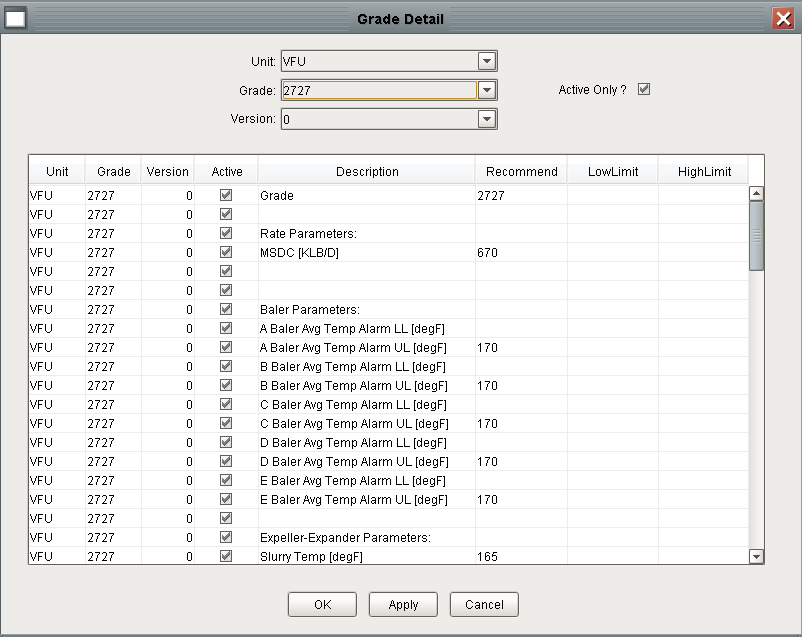 Grade Detail
Unit: VFU
Grade: 2727 Active Only ?
Version: 0
Unit Grade Version Active Description Recommend LowLimit HighLimit
VFU 2727 0 Grade 2727
VFU 2727 0
VFU 2727 0 Rate Parameters:
VFU 2727 0 MSDC [KLB/D] 670
VFU 2727 0
VFU 2727 0
VFU 2727 0 Baler Parameters:
VFU 2727 0 A Baler Avg Temp Alarm LL [degF]
VFU 2727 0 A Baler Avg Temp Alarm UL [degF] 170
VFU 2727 0 B Baler Avg Temp Alarm LL [degF]
VFU 2727 0 B Baler Avg Temp Alarm UL [degF] 170
VFU 2727 0 C Baler Avg Temp Alarm LL [degF]
VFU 2727 0 C Baler Avg Temp Alarm UL [degF] 170
VFU 2727 0 D Baler Avg Temp Alarm LL [degF]
VFU 2727 0 D Baler Avg Temp Alarm UL [degF] 170
VFU 2727 0 E Baler Avg Temp Alarm LL [degF]
VFU 2727 0 E Baler Avg Temp Alarm UL [degF] 170
VFU 2727 0
VFU 2727 0 Expeller-Expander Parameters:
VFU 2727 0 Slurry Temp [degF] 165
OK Apply Cancel